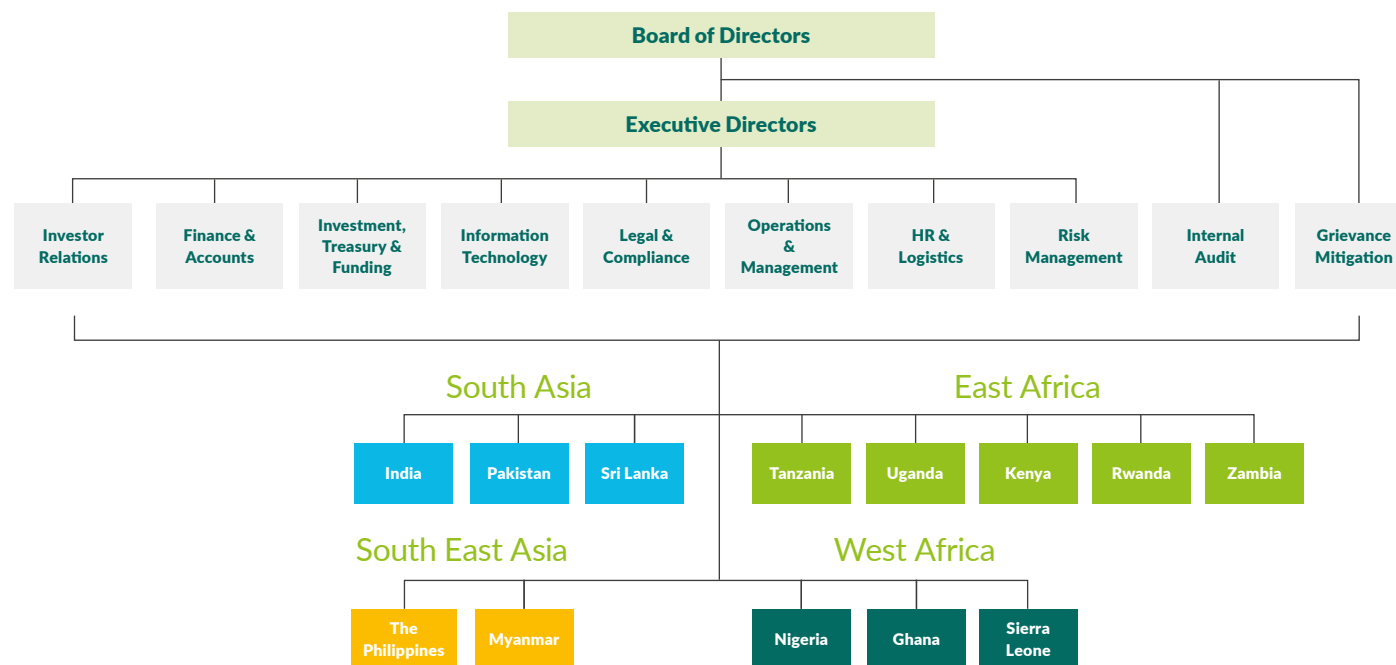 Board of Directors
Executive Directors
Investor
Relations
Finance &
Accounts
Investment,
Treasury &
Funding
Information
Technology
Legal &
Compliance
Operations
&
Management
HR &
Logistics
Risk
Management
Internal
Audit
Grievance
Mitigation
South Asia
East Africa
India
Pakistan
Sri Lanka
Tanzania
Uganda
Kenya
Rwanda
Zambia
South East Asia
West Africa
The
Philippines
Myanmar
Nigeria
Ghana
Sierra
Leone